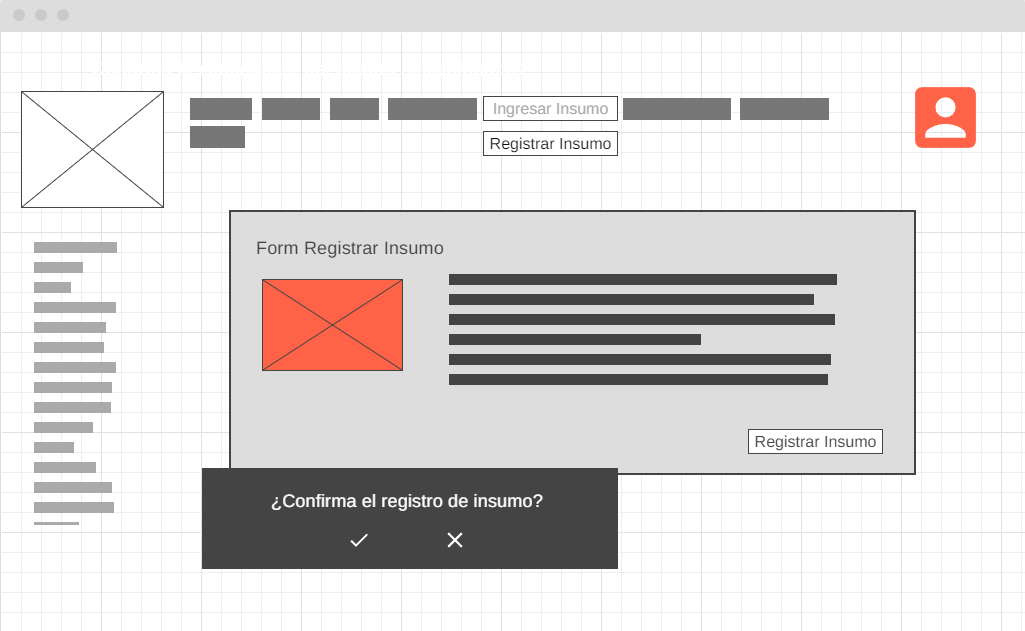 Ingresar Insumo
Registrar Insumo
Form Registrar Insumo
Registrar Insumo
¿Confirma el registro de insumo?